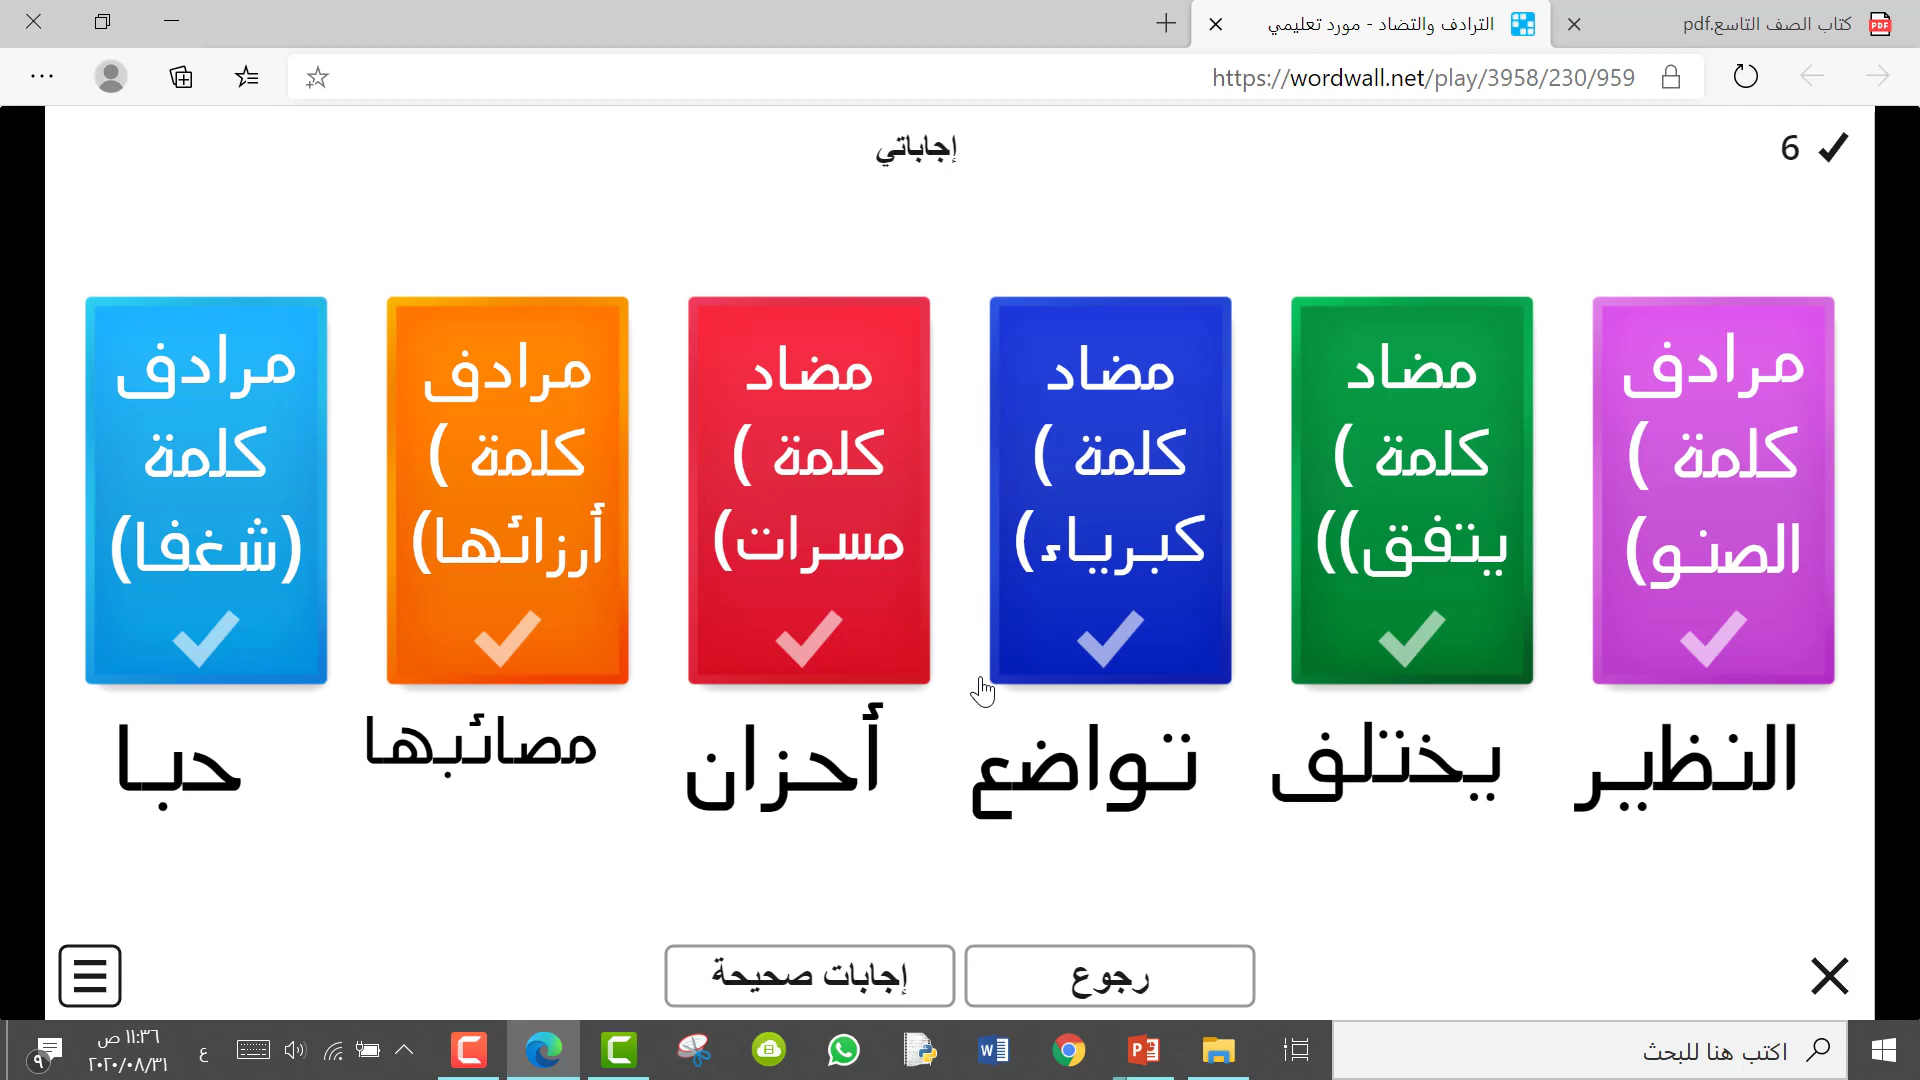 كتاب الصف التاسع.pdf
الترادف والتضاد - مورد تعليمي
https://wordwall.net/play/3958/230/959
6
إجاباتي
مرادف
كلمة (
الصنو)
النظير
مضاد
كلمة (
يتفق))
يختلف
مضاد
كلمة (
كبرياء)
تواضع
مضاد
كلمة (
مسرات)
أحزان
مرادف
كلمة (
أرزائها)
مصائبها
مرادف
كلمة
(شغفا)
حبا
رجوع
إجابات صحيحة
اكتب هنا للبحث
ع
١١:٣٦ ص
٢٠٢٠/٠٨/٣١
٩